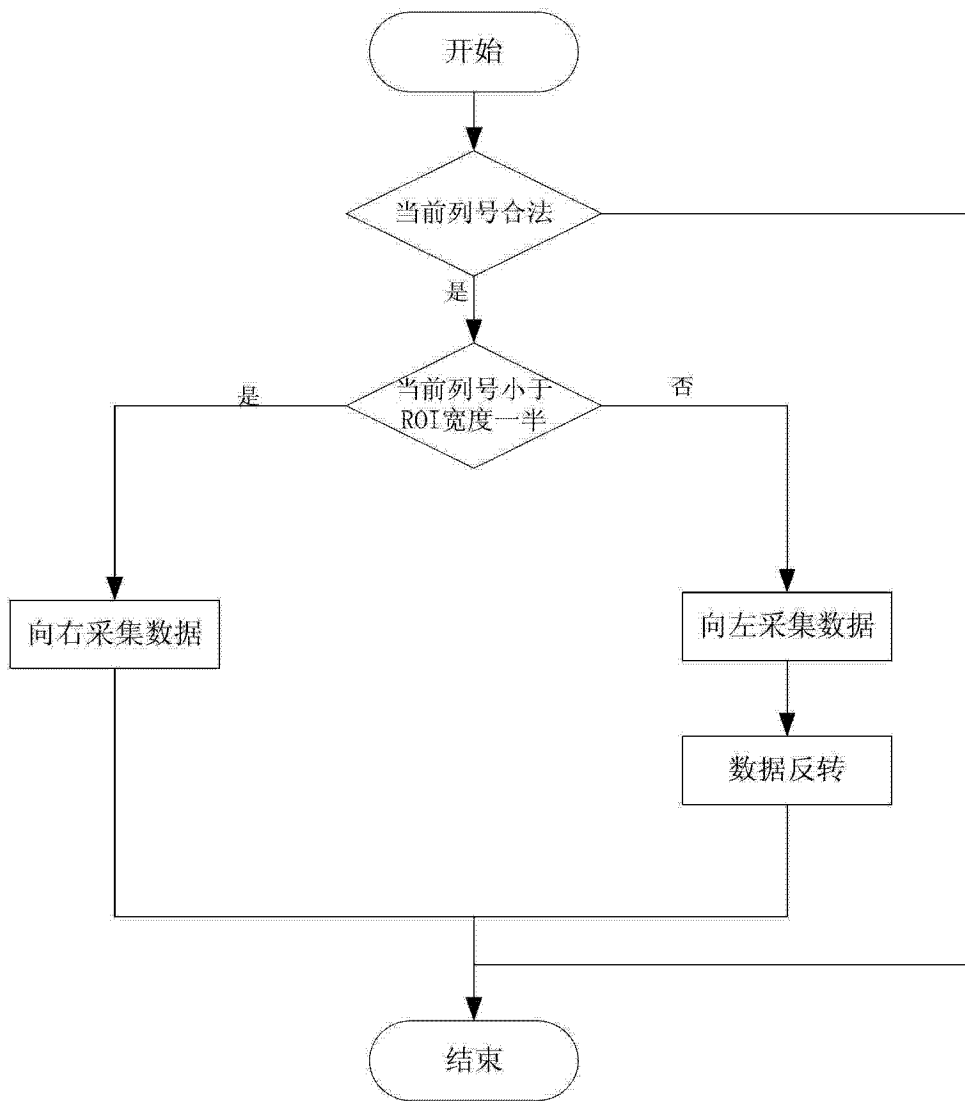 开始
当前列号合法
是
当前列号小于
ROI宽度一半
是
否
向右采集数据
向左采集数据
数据反转
结束